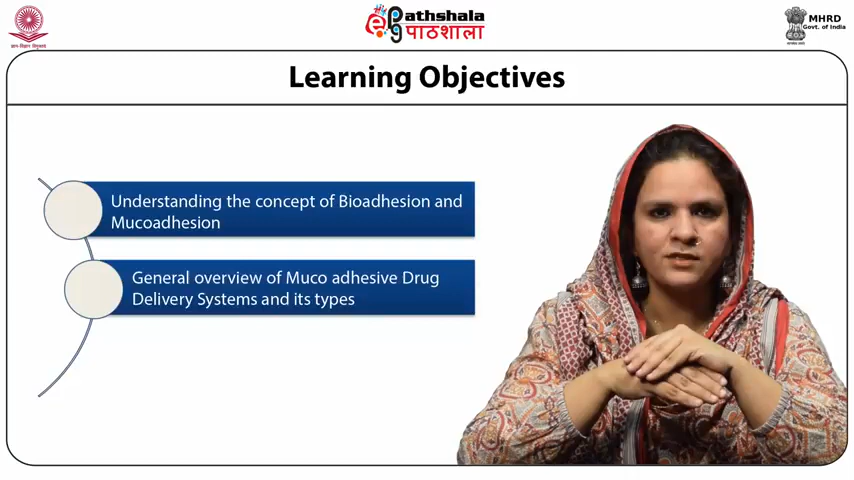 Pathshala
पाठशाला
MHRD
Govt. of India
Learning Objectives
Understanding the concept of Bioadhesion and
Mucoadhesion
General overview of Muco adhesive Drug
Delivery Systems and its types